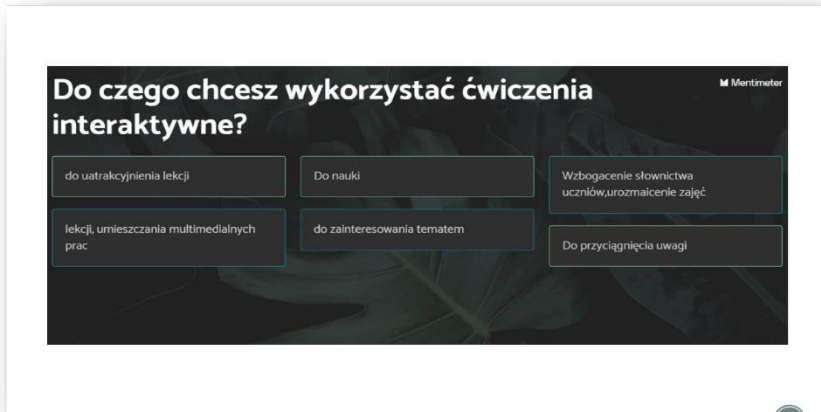 Do czego chcesz wykorzystać ćwiczenia
interaktywne?
Mentimeter
do uatrakcyjnienia lekcji
lekcji, umieszczania multimedialnych
prac
Do nauki
do zainteresowania tematem
Wzbogacenie słownictwa
uczniów,urozmaicenie zajęć
Do przyciągnięcia uwagi